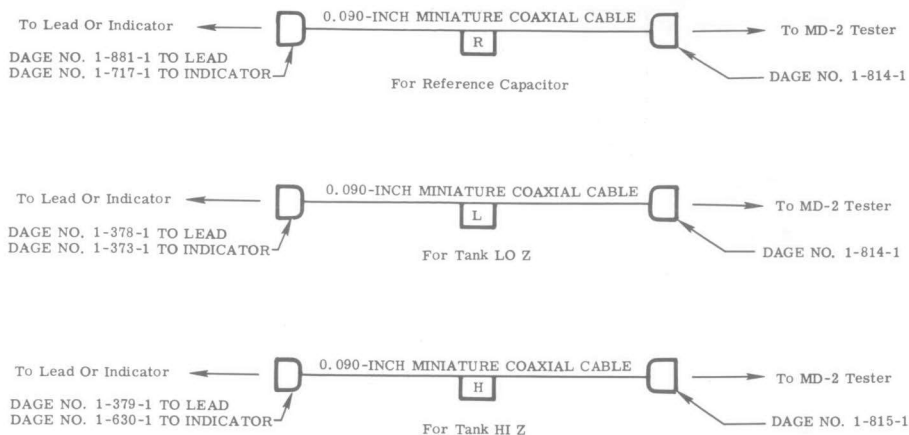 0.090-INCH MINIATURE COAXIAL CABLE
To Lead Or Indicator
R
To MD-2 Tester
DAGE NO. 1-881-1 TO LEAD
DAGE NO. 1-717-1 TO INDICATOR
For Reference Capacitor
DAGE NO. 1-814-1
0.090-INCH MINIATURE COAXIAL CABLE
To Lead Or Indicator
L
To MD-2 Tester
DAGE NO. 1-378-1 TO LEAD
DAGE NO. 1-373-1 TO INDICATOR
For Tank LO Z
DAGE NO. 1-814-1
0.090-INCH MINIATURE COAXIAL CABLE
To Lead Or Indicator
H
To MD-2 Tester
DAGE NO. 1-379-1 TO LEAD
DAGE NO. 1-630-1 TO INDICATOR
For Tank HI Z
DAGE NO. 1-815-1